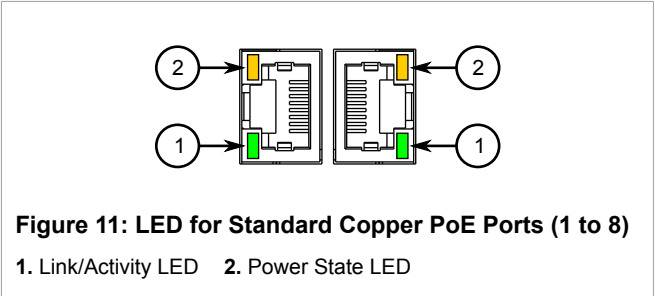 2 2
1 1
Figure 11: LED for Standard Copper PoE Ports (1 to 8)
1. Link/Activity LED 2. Power State LED